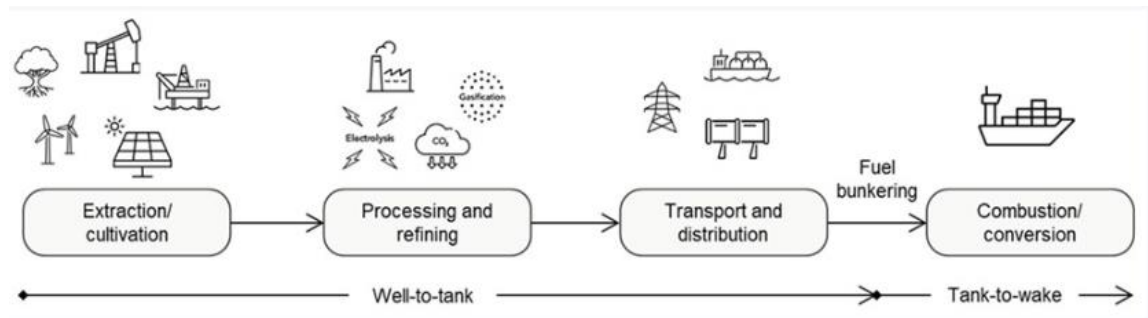 Gasification
Electrolysis
CO₂
Fuel
bunkering
Extraction/
cultivation
Processing and
refining
Transport and
distribution
Combustion/
conversion
Well-to-tank
Tank-to-wake